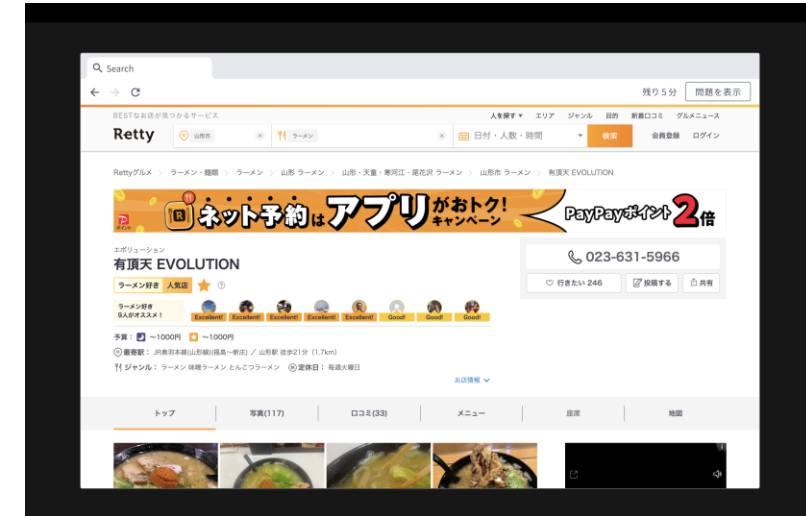 Search
残り5分 問題を表示
BESTなお店が見つかるサービス
人を探す▼ エリア ジャンル 目的 新着口コミ グルメニュース
Retty 山形市 ラーメン 日付・人数・時間 検索 会員登録 ログイン
Rettyグルメ > ラーメン・麺類 > ラーメン > 山形 ラーメン > 山形・天童・寒河江・尾花沢 ラーメン > 山形市 ラーメン > 有頂天 EVOLUTION
ポイント ネット予約はアプリがおトク!キャンペーン PayPayポイント2倍
エボリューション
有頂天 EVOLUTION
023-631-5966
ラーメン好き 人気店
行きたい 246 投稿する 共有
ラーメン好き
9人がオススメ!
Excellent! Excellent! Excellent! Excellent! Excellent! Good! Good! Good!
予算: ~1000円 ~1000円
最寄駅: JR奥羽本線(山形線)(福島~新庄) / 山形駅 徒歩21分(1.7km)
ジャンル: ラーメン 味噌ラーメン とんこつラーメン 定休日: 毎週火曜日
お店情報
トップ 写真(117) 口コミ(33) メニュー 座席 地図